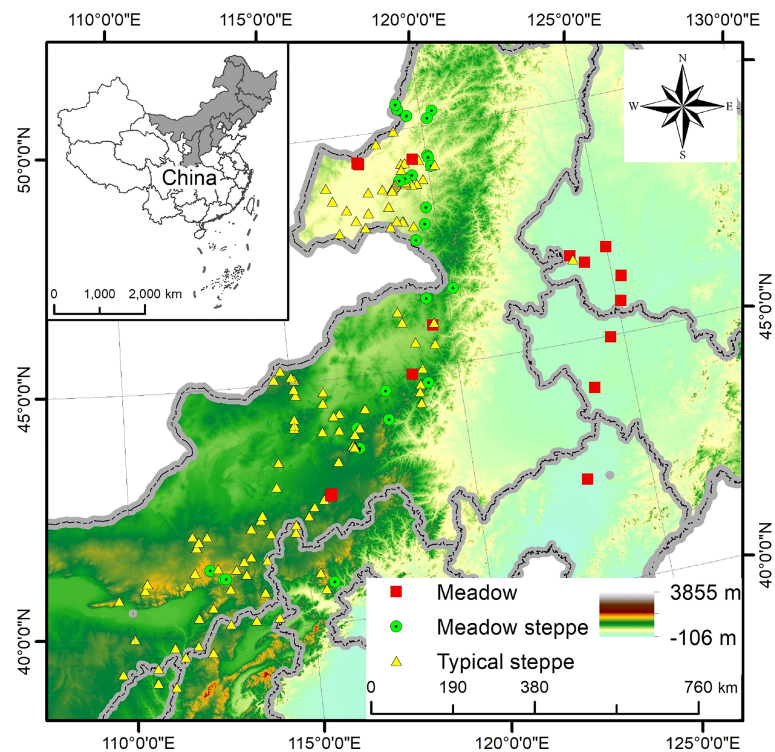 110°0'0"E 115°0'0"E 120°0'0"E 125°0'0"E 130°0'0"E
N
W E
S
China
0 1,000 2,000 km
50°0'0"N
45°0'0"N
40°0'0"N
45°0'0"N
40°0'0"N
Meadow
Meadow steppe
Typical steppe
3855 m
-106 m
0 190 380 760 km
110°0'0"E 115°0'0"E 120°0'0"E 125°0'0"E